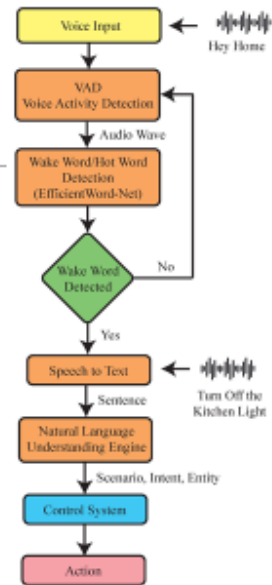 Voice Input
Hey Home
VAD
Voice Activity Detection
Audio Wave
Wake Word/Hot Word
Detection
(EfficientWord-Net)
Wake Word
Detected
No
Yes
Speech to Text
Turn Off the
Kitchen Light
Sentence
Natural Language
Understanding Engine
Scenario, Intent, Entity
Control System
Action